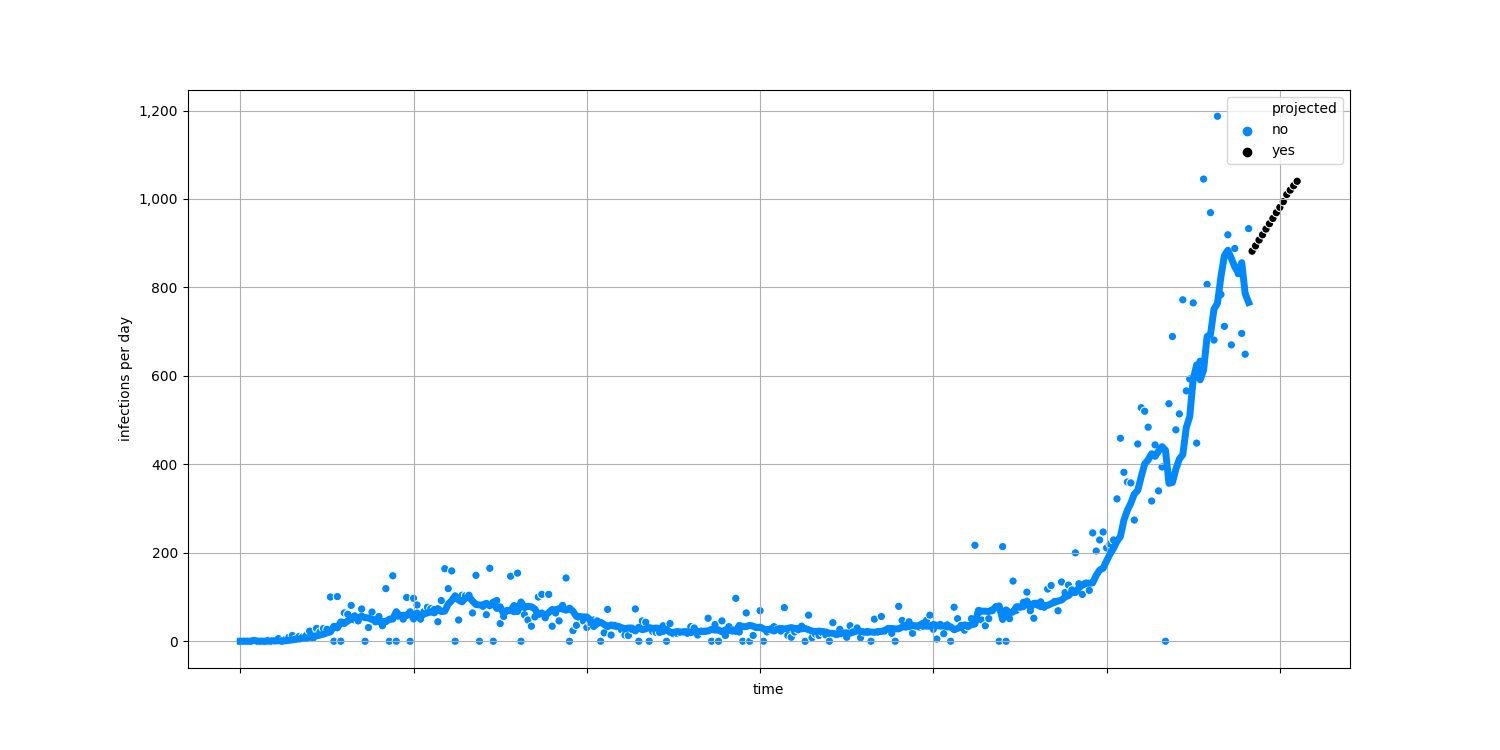 1,200
1,000
800
600
400
200
0
infections per day
time
projected
no
yes